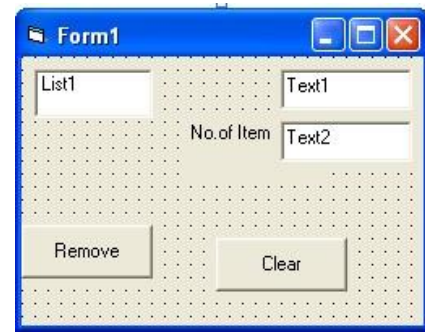 Form1
List1
Text1
No.of Item
Text2
Remove
Clear